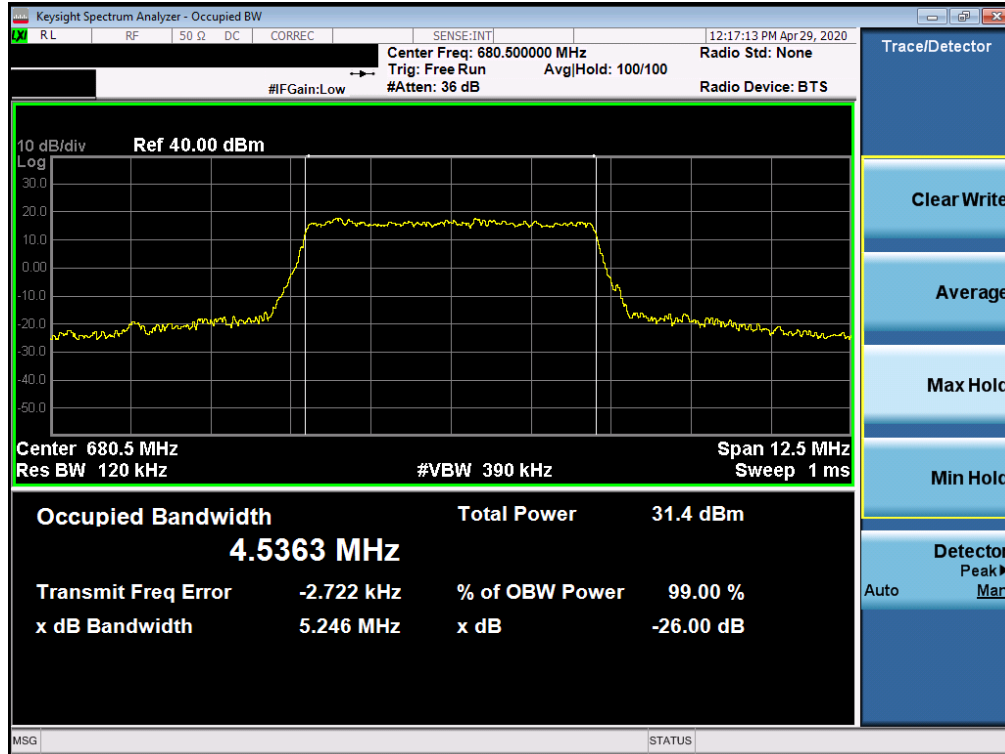 Keysight Spectrum Analyzer - Occupied BW
LXI RL RF 50 Ω DC CORREC SENSE:INT 12:17:13 PM Apr 29, 2020
Center Freq: 680.500000 MHz Radio Std: None
Trig: Free Run Avg|Hold: 100/100
#IFGain:Low #Atten: 36 dB Radio Device: BTS
10 dB/div Ref 40.00 dBm
Log
30.0
20.0
10.0
0.00
-10.0
-20.0
-30.0
-40.0
-50.0
Center 680.5 MHz Span 12.5 MHz
Res BW 120 kHz #VBW 390 kHz Sweep 1 ms
Occupied Bandwidth Total Power 31.4 dBm
4.5363 MHz
Transmit Freq Error -2.722 kHz % of OBW Power 99.00 %
x dB Bandwidth 5.246 MHz x dB -26.00 dB
MSG STATUS
Trace/Detector
Clear Write
Average
Max Hold
Min Hold
Detector
Peak▶
Auto Man